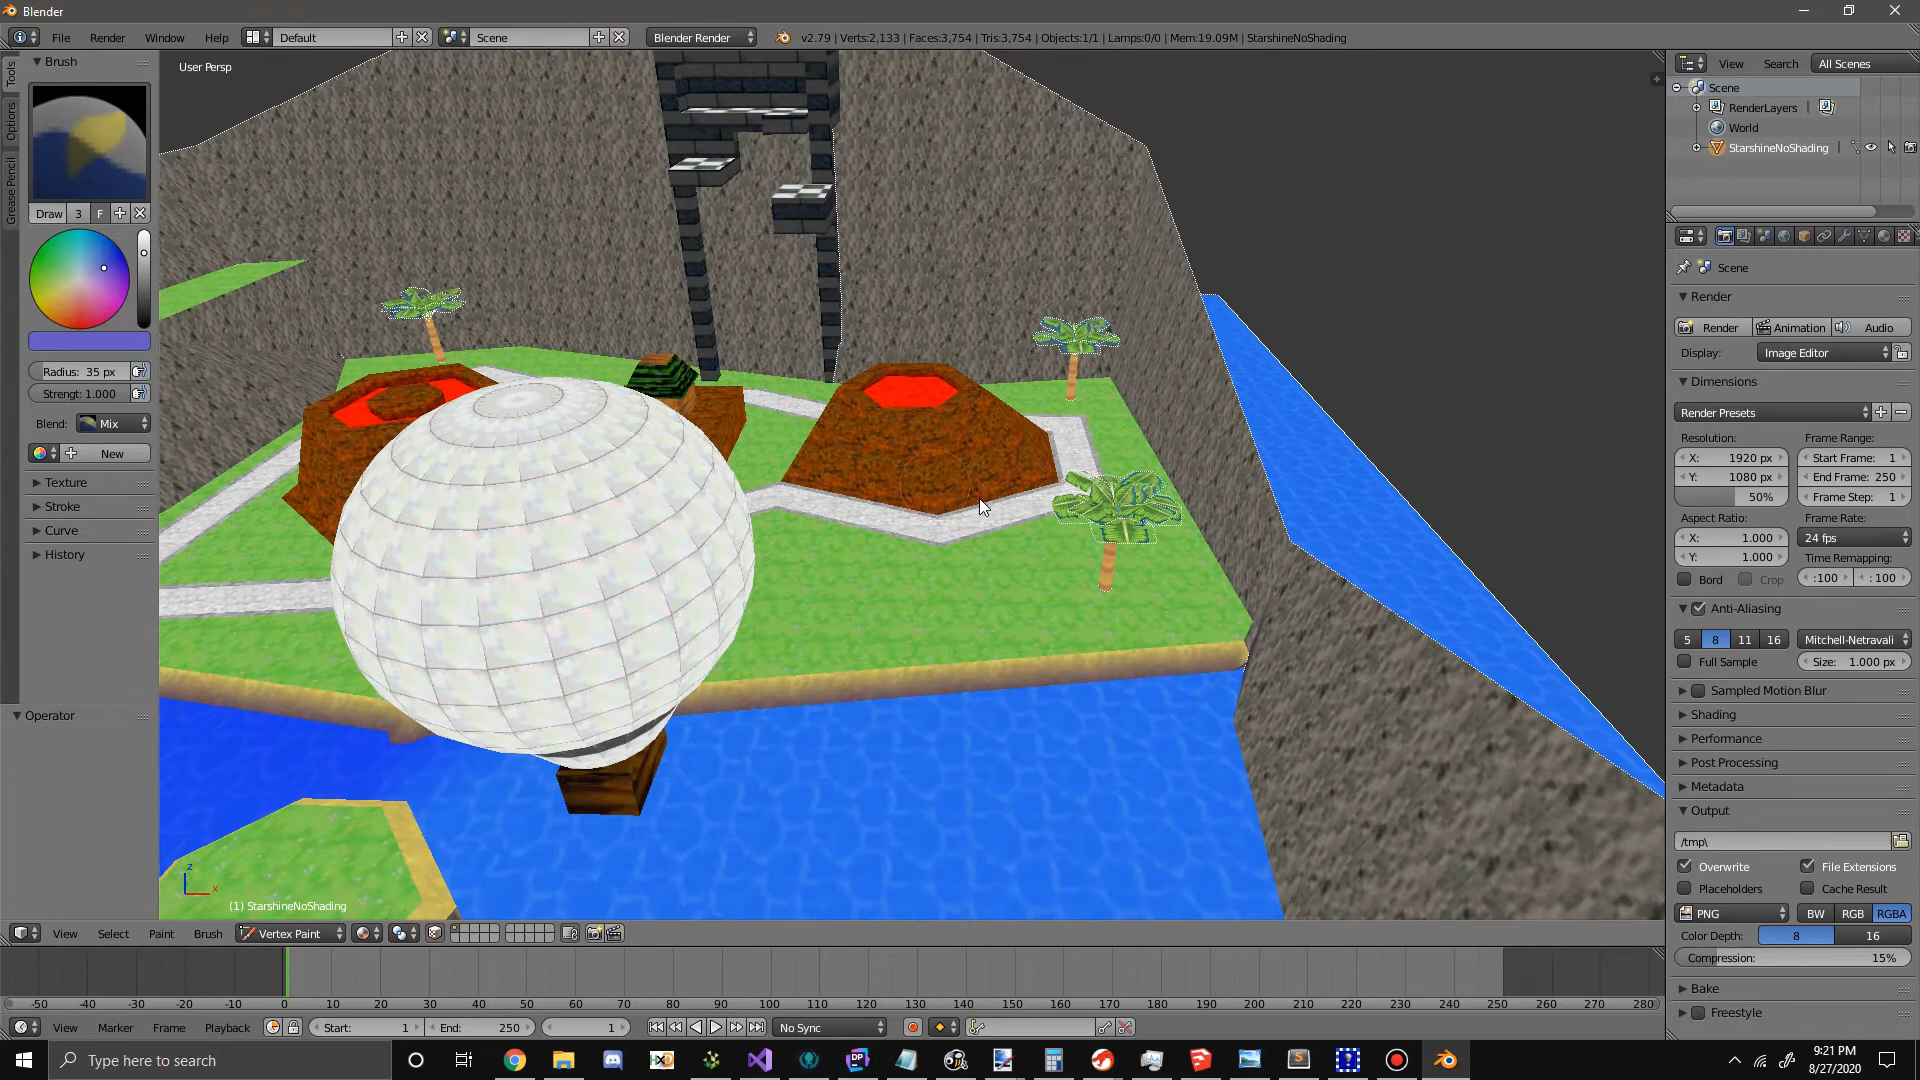 Blender
File Render Window Help Default Scene Blender Render v2.79 | Verts:2,133 | Faces:3,754 | Tris:3,754 | Objects:1/1 | Lamps:0/0 | Mem:19.09M | StarshineNoShading
Tools
Options
Grease Pencil
Brush
Draw 3 F
Radius: 35 px
Strengt: 1.000
Blend: Mix
New
Texture
Stroke
Curve
History
Operator
User Persp
z
x
(1) StarshineNoShading
View Select Paint Brush Vertex Paint
View Search All Scenes
Scene
RenderLayers
World
StarshineNoShading
Scene
Render
Render Animation Audio
Display: Image Editor
Dimensions
Render Presets
Resolution: Frame Range:
X: 1920 px Start Frame: 1
Y: 1080 px End Frame: 250
50% Frame Step: 1
Aspect Ratio: Frame Rate:
X: 1.000 24 fps
Y: 1.000 Time Remapping:
Bord Crop :100 : 100
Anti-Aliasing
5 8 11 16 Mitchell-Netravali
Full Sample Size: 1.000 px
Sampled Motion Blur
Shading
Performance
Post Processing
Metadata
Output
/tmp\
Overwrite File Extensions
Placeholders Cache Result
PNG BW RGB RGBA
Color Depth: 8 16
Compression: 15%
Bake
Freestyle
-50 -40 -30 -20 -10 0 10 20 30 40 50 60 70 80 90 100 110 120 130 140 150 160 170 180 190 200 210 220 230 240 250 260 270 280
View Marker Frame Playback Start: 1 End: 250 1 No Sync
Type here to search
9:21 PM
8/27/2020